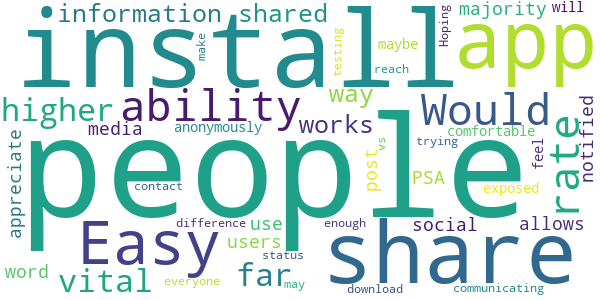 information shared majority will
install app
make Hoping testing maybe reach
higher ability way Would
appreciate media anonymously works comfortable rate notified
people
vs trying feel post PSA exposed
contact
Easy difference use enough share social allows
users status
word vital far
everyone may download communicating